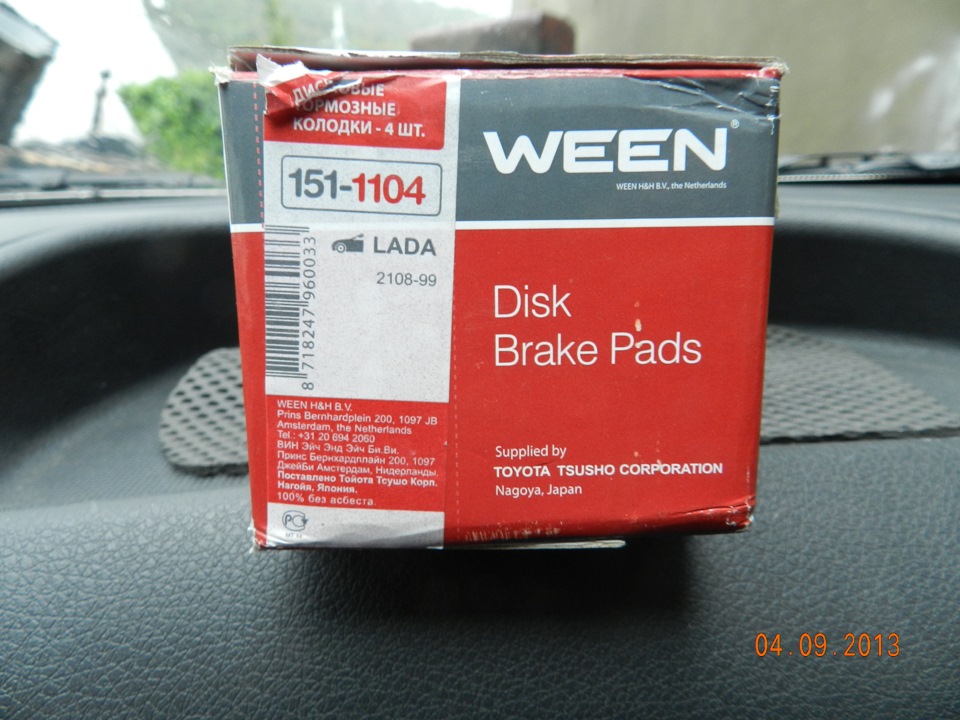 ДИСКОВЫЕ
ТОРМОЗНЫЕ
КОЛОДКИ - 4 ШТ.
151-1104
LADA
2108-99
8 718247 960033
WEEN®
WEEN H&H B.V., the Netherlands
Disk
Brake Pads
Supplied by
TOYOTA TSUSHO CORPORATION
Nagoya, Japan
WEEN H&H B.V.
Prins Bernhardplein 200, 1097 JB
Amsterdam, the Netherlands
Tel.: +31 20 694 2060
ВИН Эйч Энд Эйч Би.Ви.
Принс Бернхардплайн 200, 1097
ДжейБи Амстердам, Нидерланды,
Поставлено Тойота Тсушо Корп.
Нагойя, Япония.
100% без асбеста.
04.09.2013